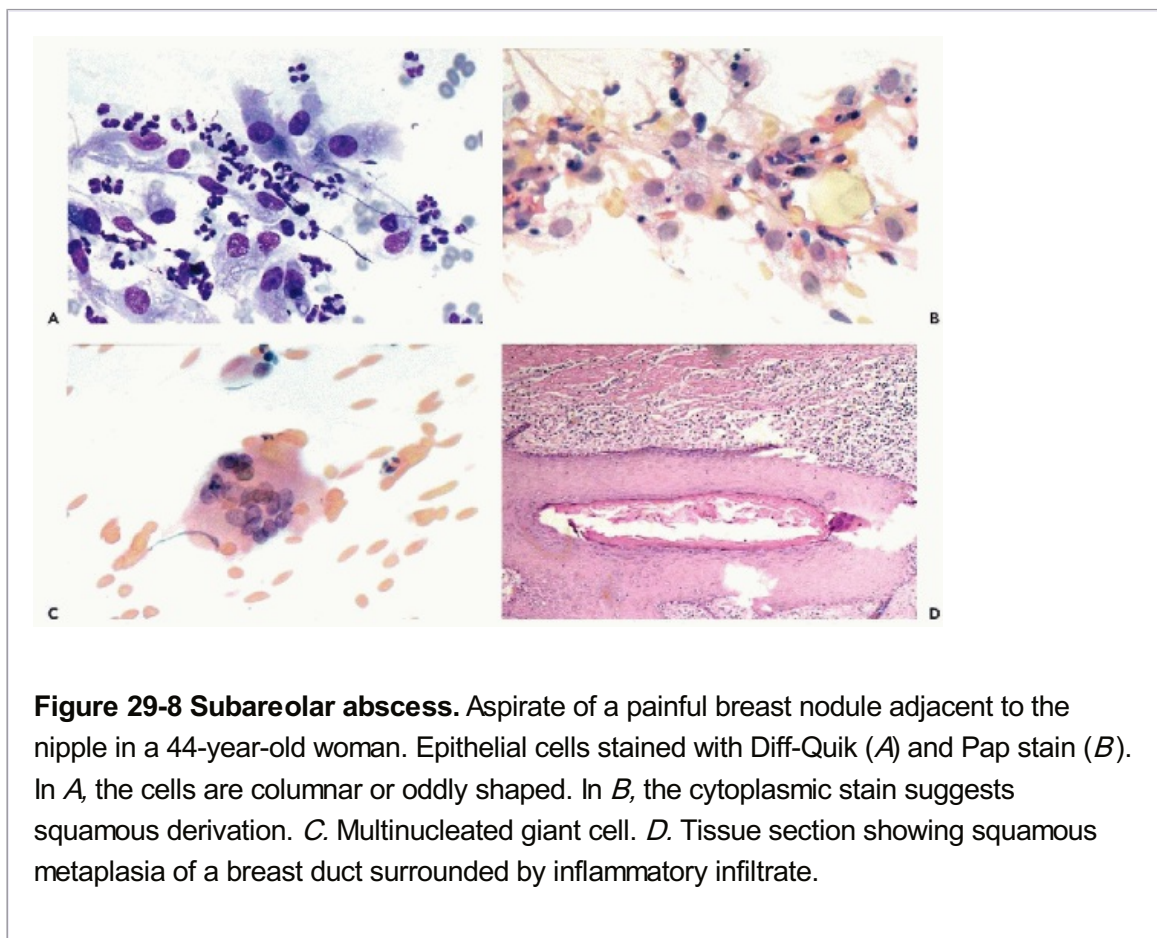 A
B
C
D
Figure 29-8 Subareolar abscess. Aspirate of a painful breast nodule adjacent to the
nipple in a 44-year-old woman. Epithelial cells stained with Diff-Quik (A) and Pap stain (B).
In A, the cells are columnar or oddly shaped. In B, the cytoplasmic stain suggests
squamous derivation. C. Multinucleated giant cell. D. Tissue section showing squamous
metaplasia of a breast duct surrounded by inflammatory infiltrate.